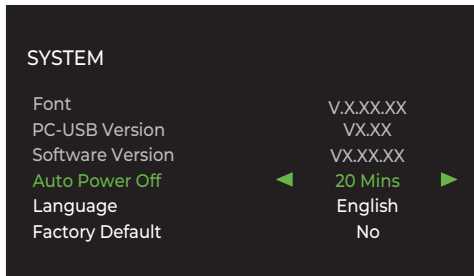 SYSTEM
Font V.X.XX.XX
PC-USB Version VX.XX
Software Version VX.XX.XX
Auto Power Off 20 Mins
Language English
Factory Default No